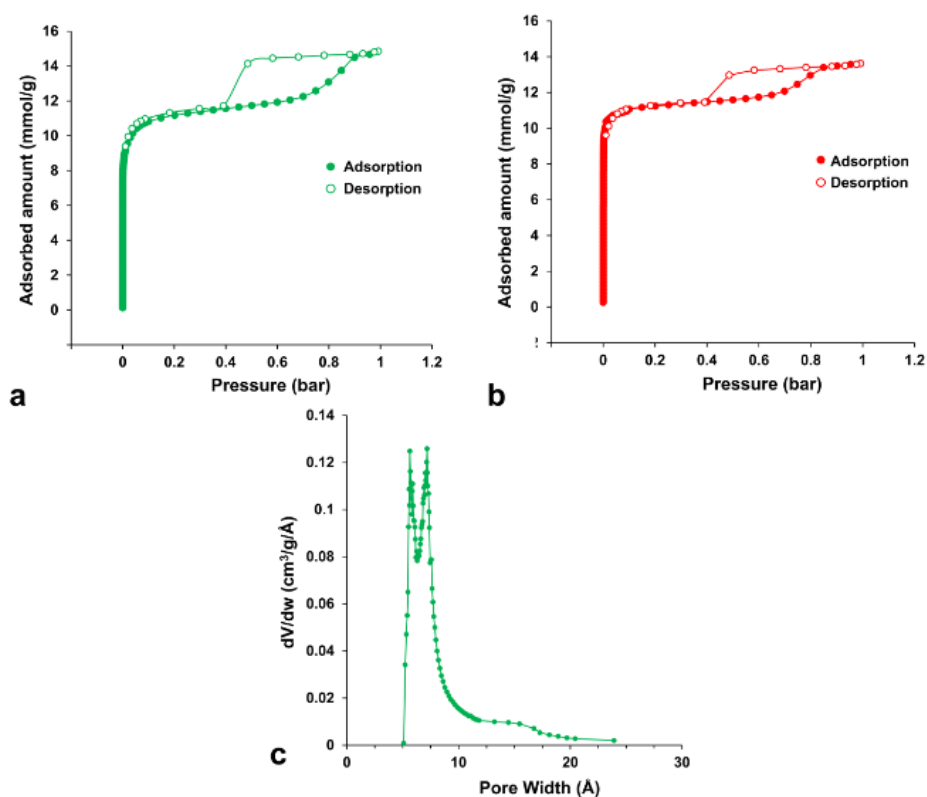 16
14
12
10
8
6
4
2
0
Adsorbed amount (mmol/g)
Adsorption
Desorption
0 0.2 0.4 0.6 0.8 1 1.2
Pressure (bar)
a
16
14
12
10
8
6
4
2
0
Adsorbed amount (mmol/g)
Adsorption
Desorption
0 0.2 0.4 0.6 0.8 1 1.2
Pressure (bar)
b
0.14
0.12
0.1
0.08
0.06
0.04
0.02
0
dV/dw (cm³/g/Å)
0 10 20 30
Pore Width (Å)
c